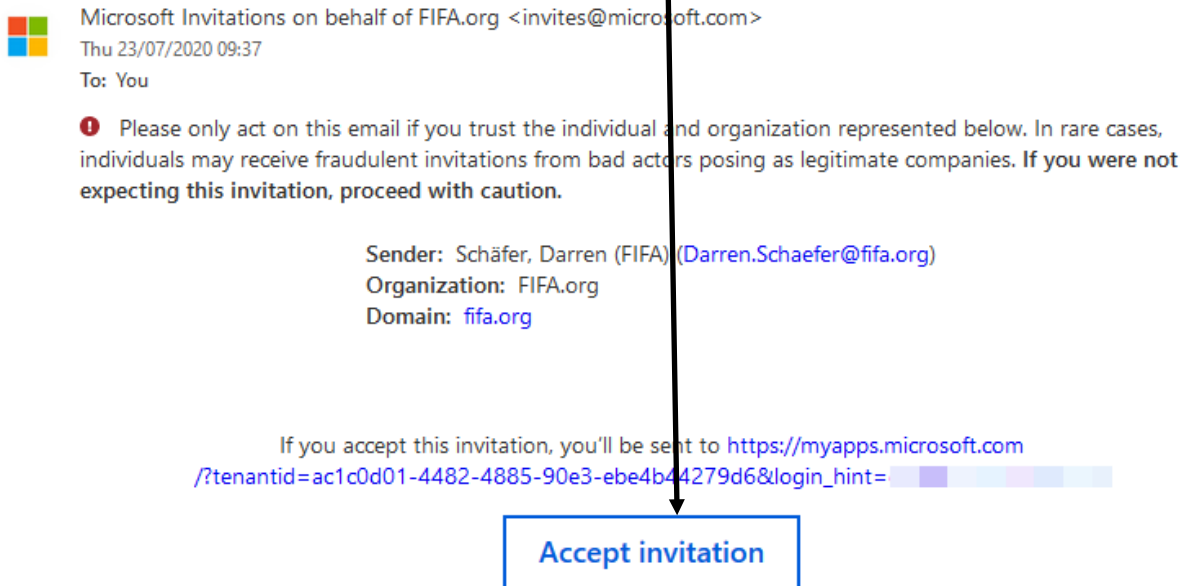 Microsoft Invitations on behalf of FIFA.org <invites@microsoft.com>
Thu 23/07/2020 09:37
To: You
Please only act on this email if you trust the individual and organization represented below. In rare cases,
individuals may receive fraudulent invitations from bad actors posing as legitimate companies. If you were not
expecting this invitation, proceed with caution.
Sender: Schäfer, Darren (FIFA) (Darren.Schaefer@fifa.org)
Organization: FIFA.org
Domain: fifa.org
If you accept this invitation, you'll be sent to https://myapps.microsoft.com
/?tenantid=ac1c0d01-4482-4885-90e3-ebe4b44279d6&login_hint=
Accept invitation